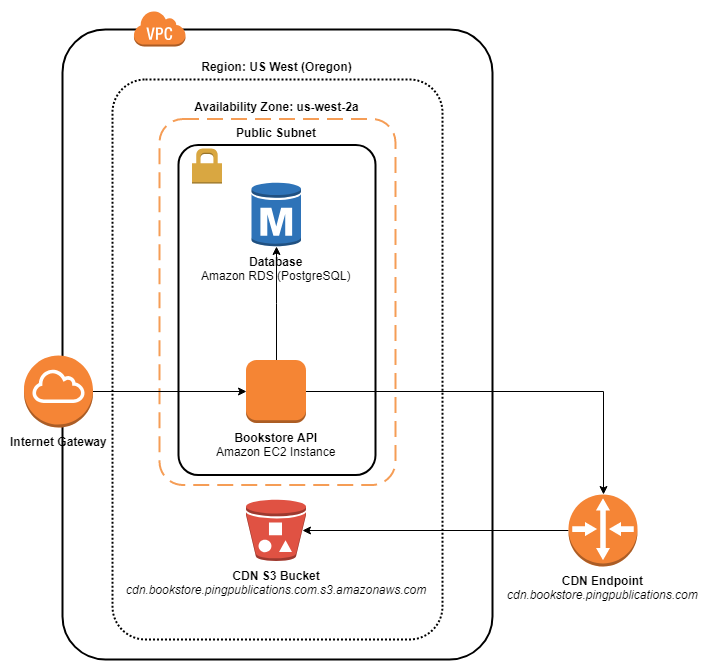 VPC
Region: US West (Oregon)
Availability Zone: us-west-2a
Public Subnet
M
Database
Amazon RDS (PostgreSQL)
Internet Gateway
Bookstore API
Amazon EC2 Instance
CDN S3 Bucket
cdn.bookstore.pingpublications.com.s3.amazonaws.com
CDN Endpoint
cdn.bookstore.pingpublications.com